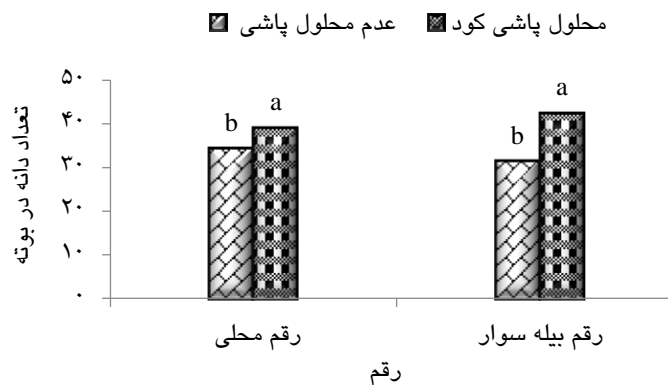 محلول پاشی کود عدم محلول پاشی
تعداد دانه در بوته
۵۰
۴۰
۳۰
۲۰
۱۰
۰
b a b a
رقم محلی رقم بیله سوار
رقم